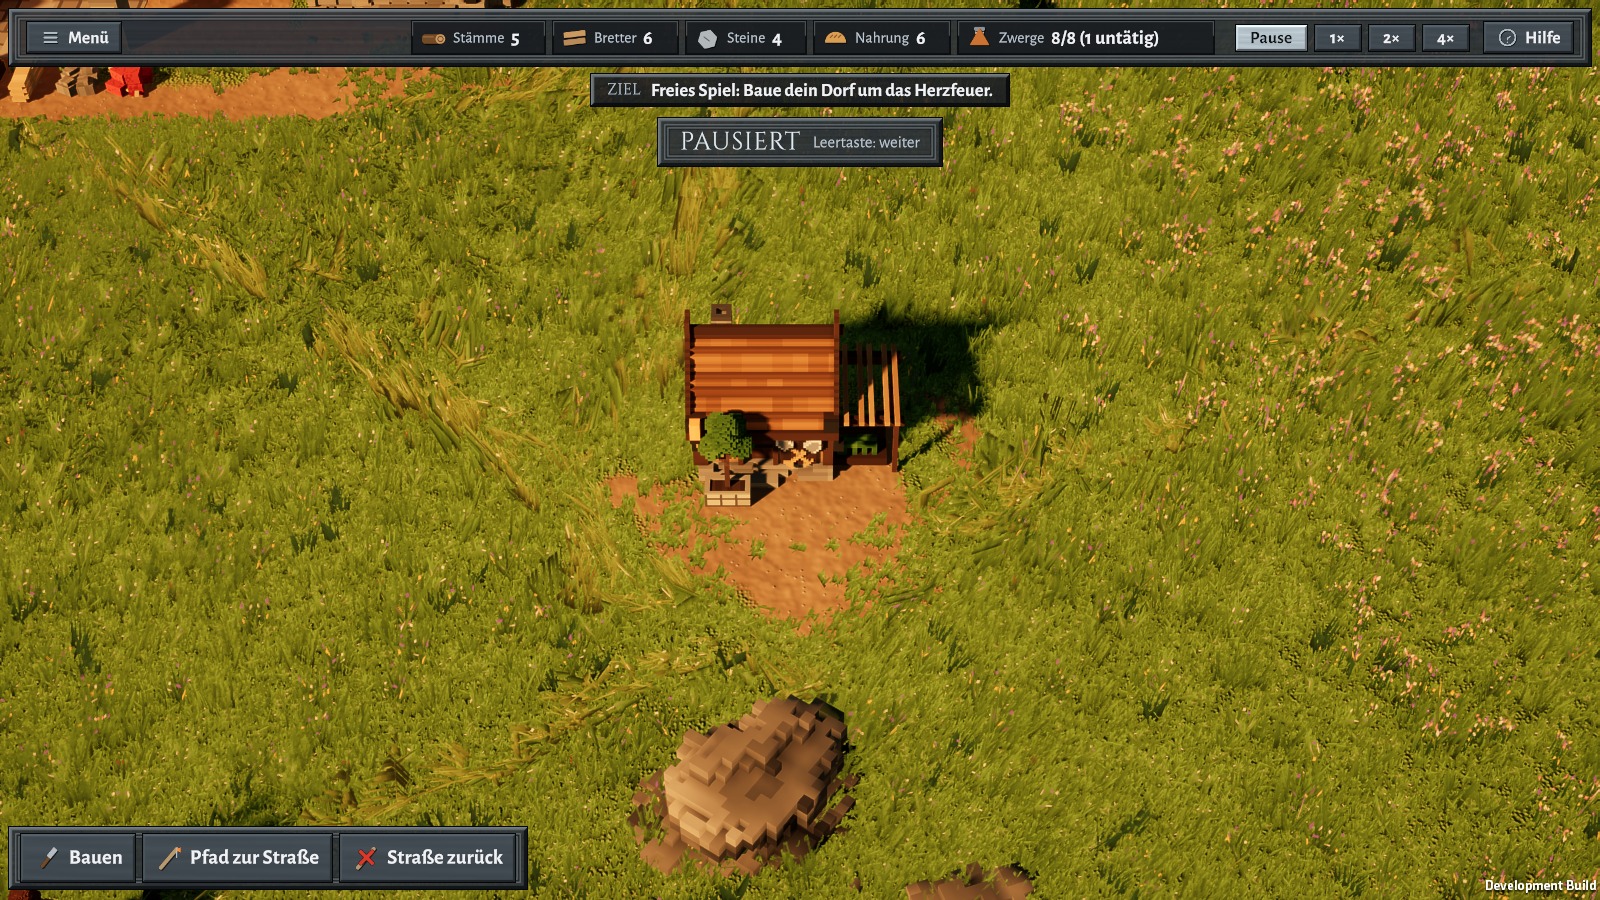 Menü
Stämme 5
Bretter 6
Steine 4
Nahrung 6
Zwerge 8/8 (1 untätig)
Pause
1×
2×
4×
Hilfe
ZIEL Freies Spiel: Baue dein Dorf um das Herzfeuer.
PAUSIERT Leertaste: weiter
Bauen
Pfad zur Straße
Straße zurück
Development Build